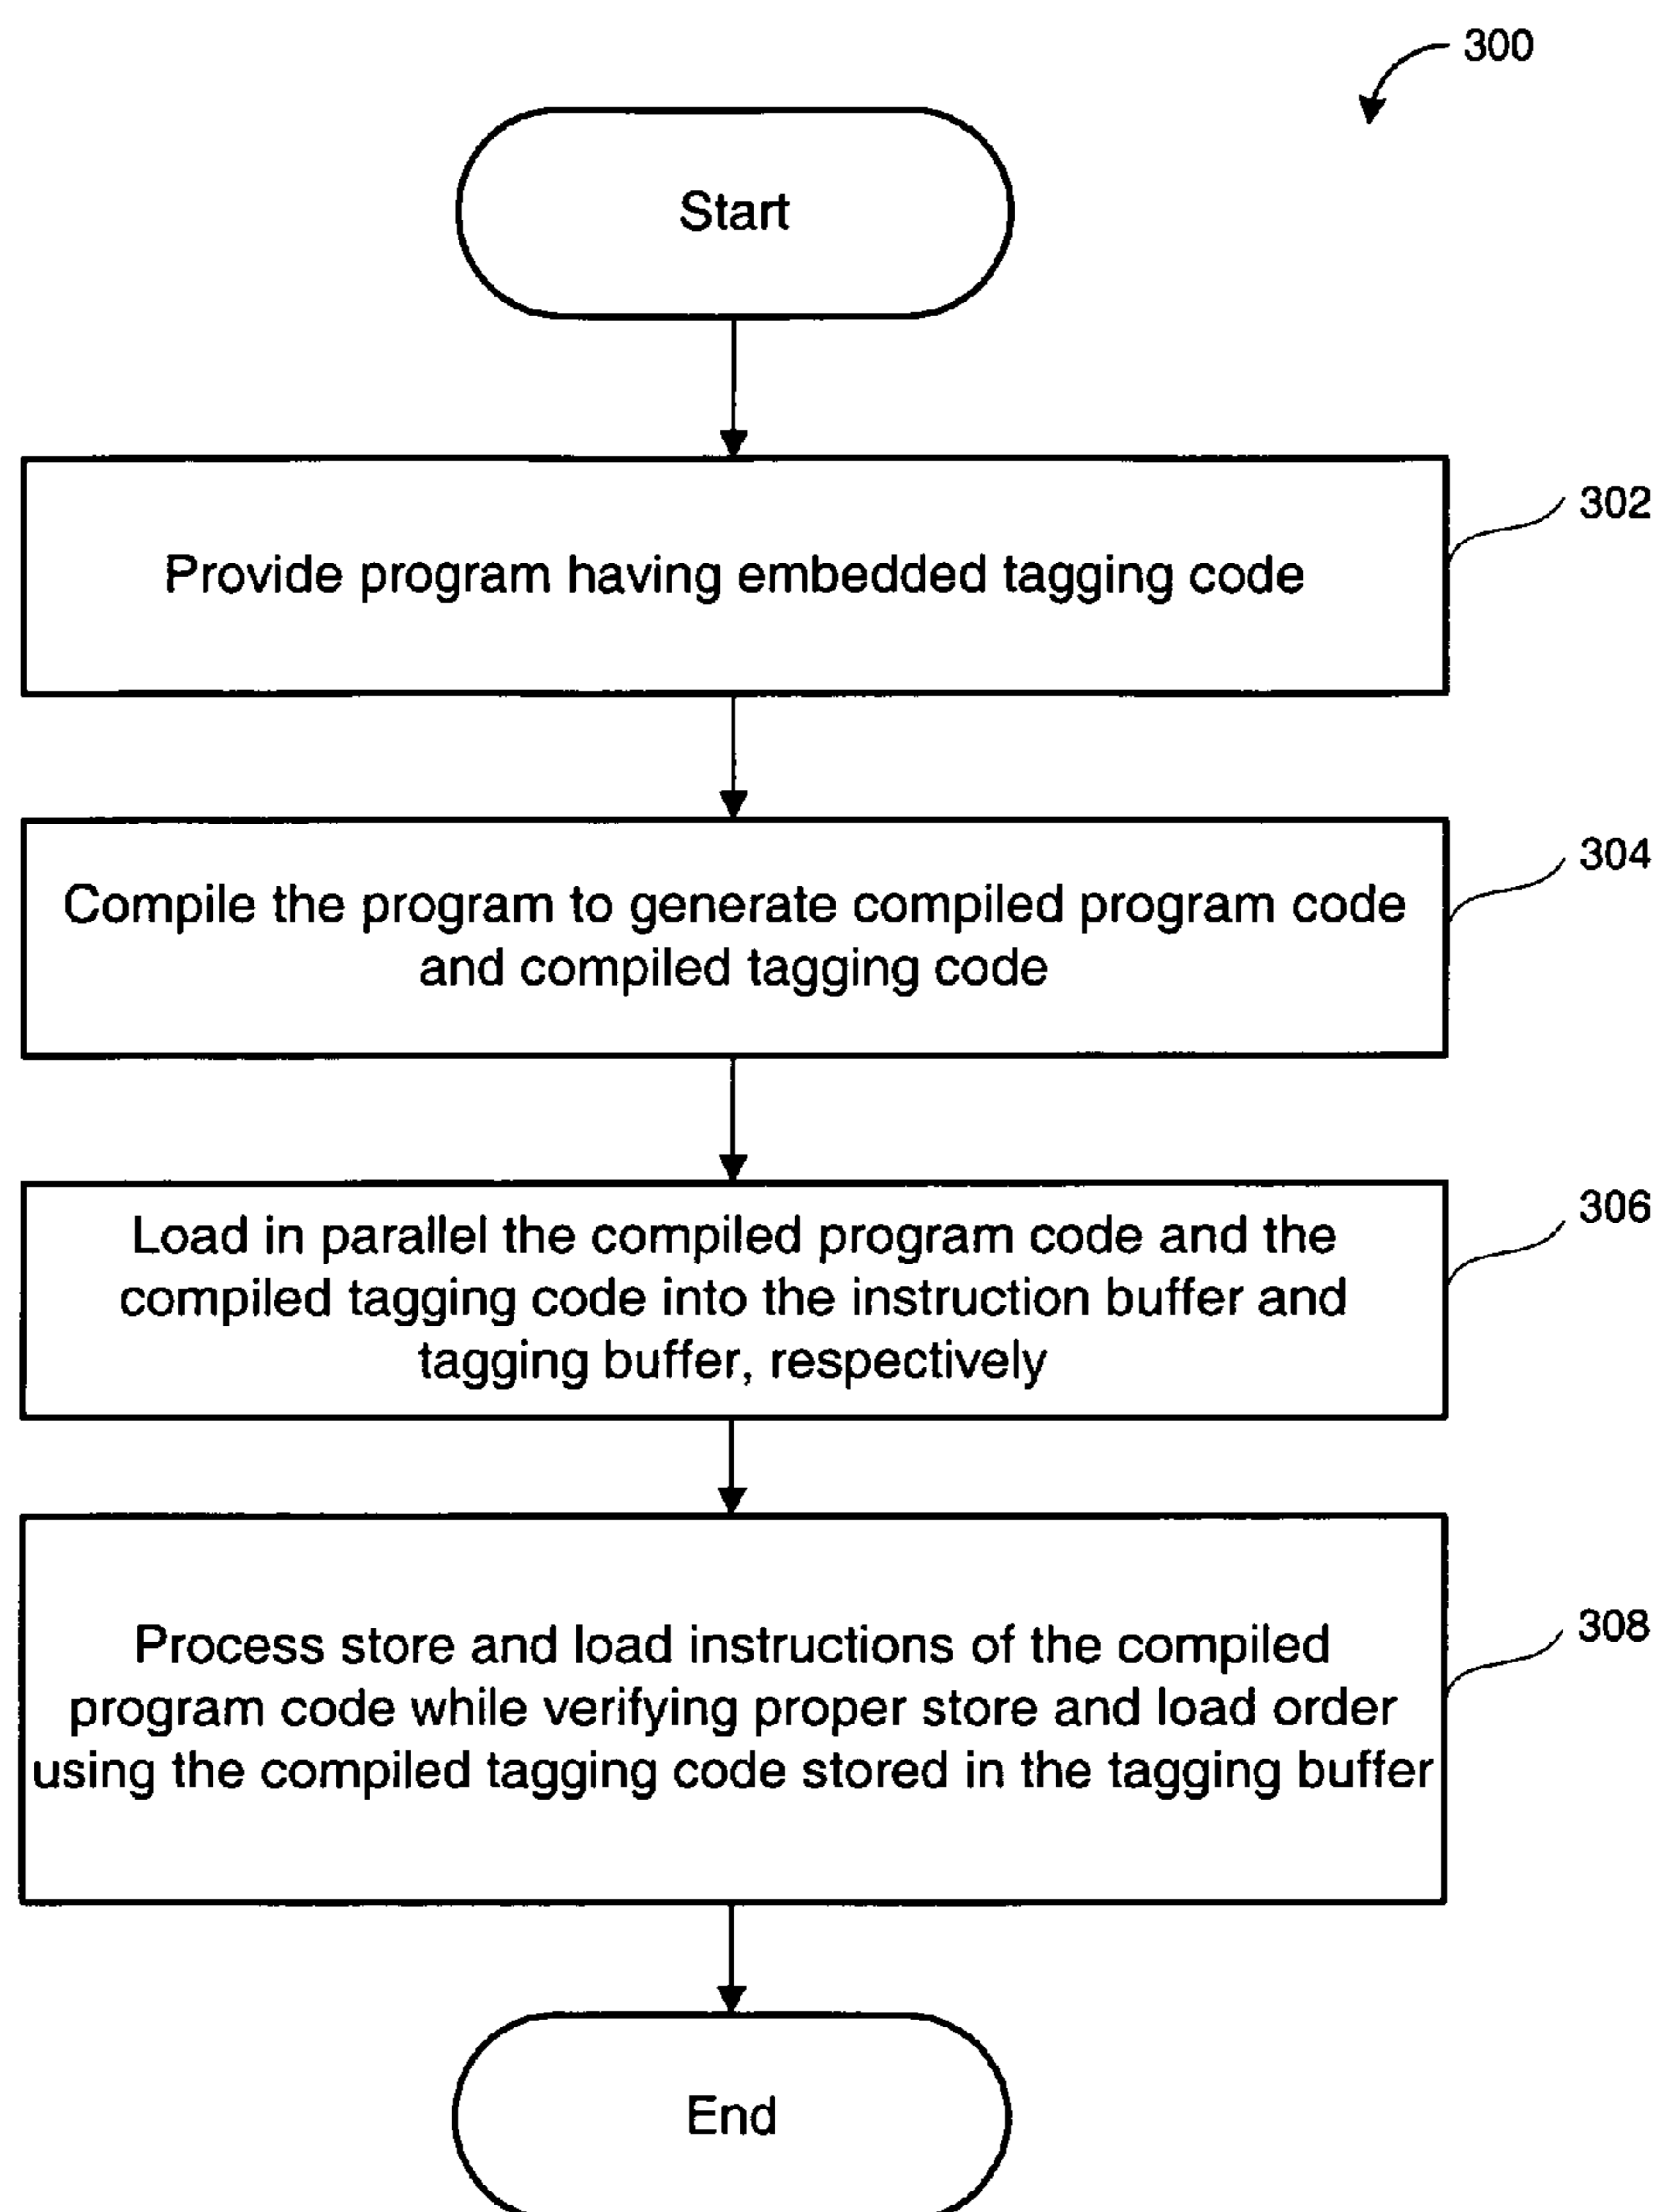 300
Start
302
Provide program having embedded tagging code
304
Compile the program to generate compiled program code
and compiled tagging code
306
Load in parallel the compiled program code and the
compiled tagging code into the instruction buffer and
tagging buffer, respectively
308
Process store and load instructions of the compiled
program code while verifying proper store and load order
using the compiled tagging code stored in the tagging buffer
End